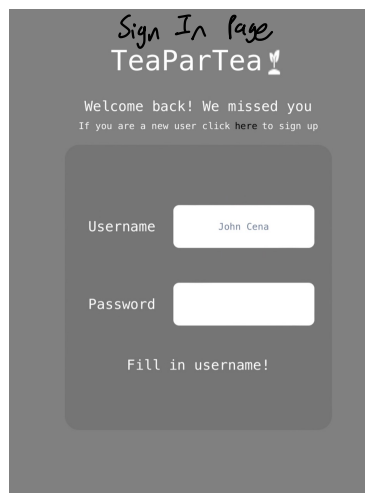 Sign In Page
TeaParTea
Welcome back! We missed you
If you are a new user click here to sign up
Username
John Cena
Password
Fill in username!